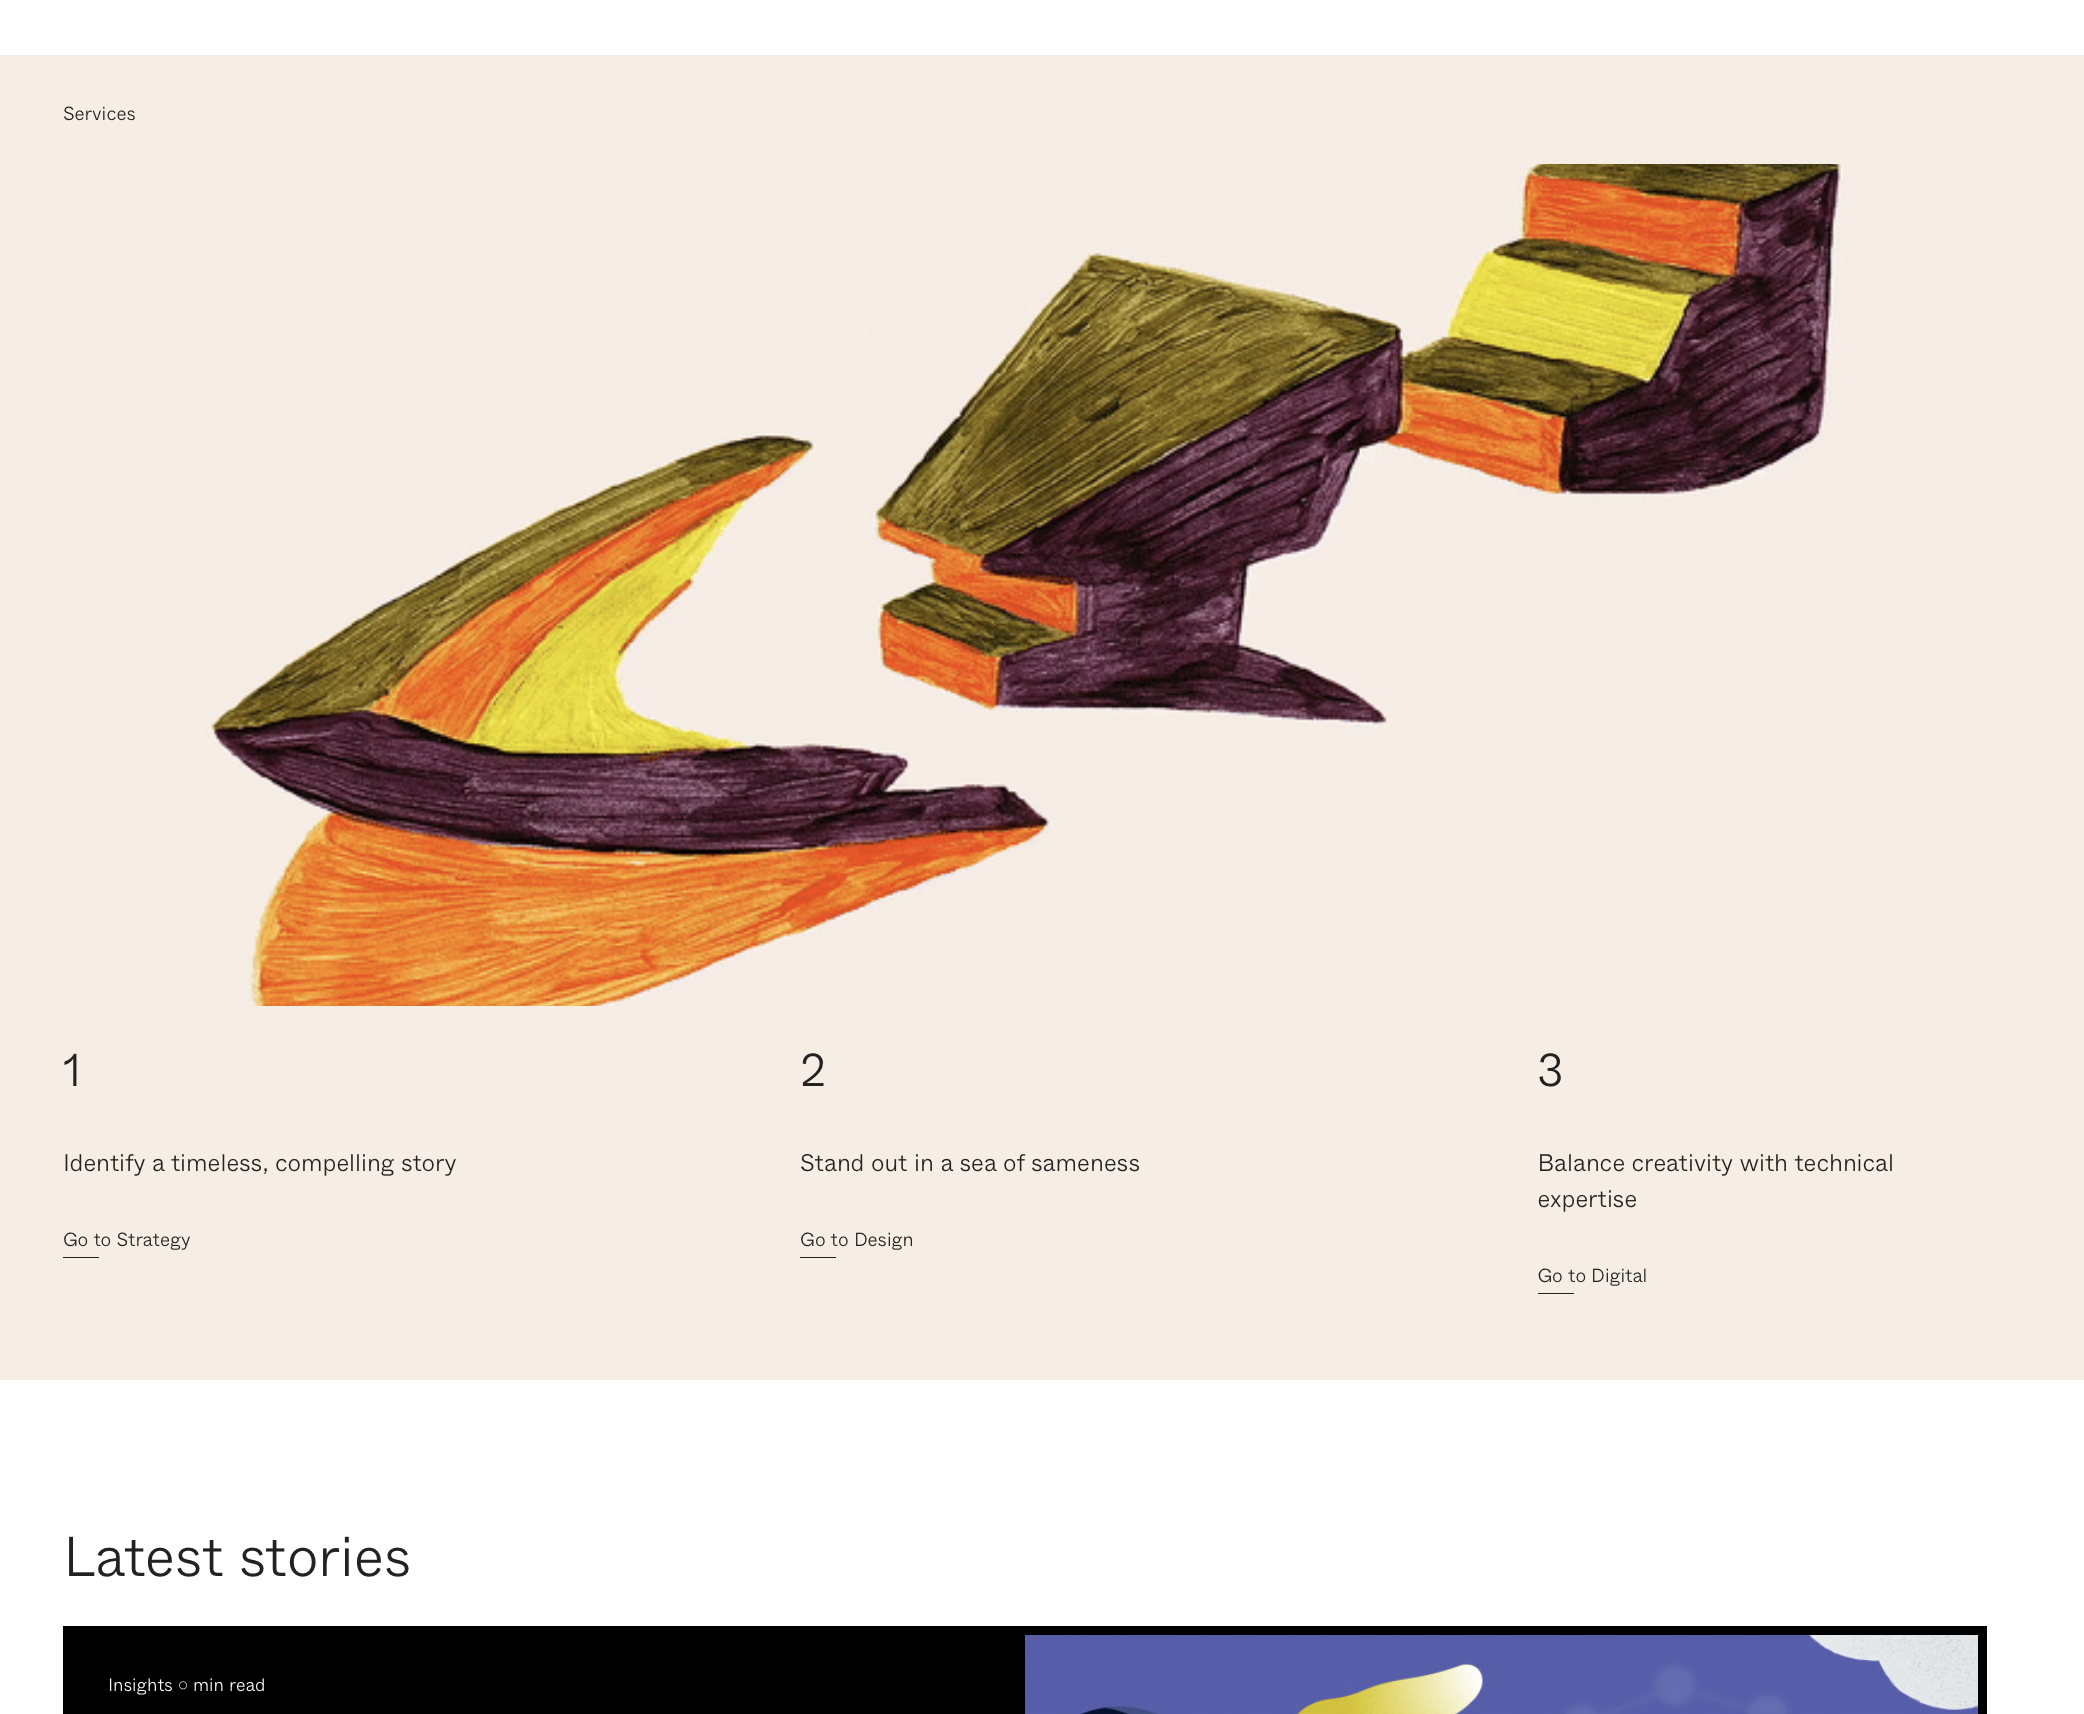 Services
1
Identify a timeless, compelling story
Go to Strategy
2
Stand out in a sea of sameness
Go to Design
3
Balance creativity with technical
expertise
Go to Digital
Latest stories
Insights ○ min read